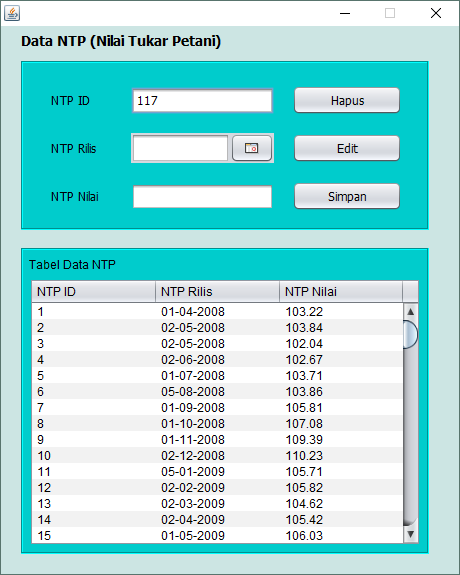 Data NTP (Nilai Tukar Petani)
NTP ID 117 Hapus
NTP Rilis Edit
NTP Nilai Simpan
Tabel Data NTP
NTP ID NTP Rilis NTP Nilai
1 01-04-2008 103.22
2 02-05-2008 103.84
3 02-05-2008 102.04
4 02-06-2008 102.67
5 01-07-2008 103.71
6 05-08-2008 103.86
7 01-09-2008 105.81
8 01-10-2008 107.08
9 01-11-2008 109.39
10 02-12-2008 110.23
11 05-01-2009 105.71
12 02-02-2009 105.82
13 02-03-2009 104.62
14 02-04-2009 105.42
15 01-05-2009 106.03